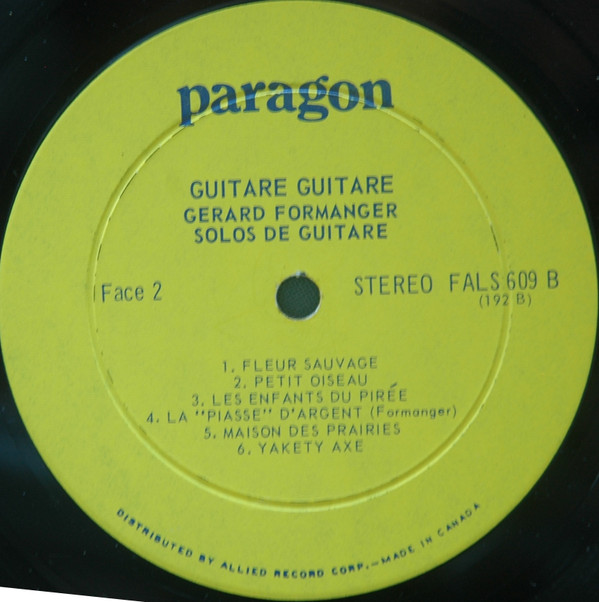 paragon
GUITARE GUITARE
GERARD FORMANGER
SOLOS DE GUITARE
Face 2
STEREO FALS 609 B
(192 B)
1. FLEUR SAUVAGE
2. PETIT OISEAU
3. LES ENFANTS DU PIRÉE
4. LA "PIASSE" D'ARGENT (Formanger)
5. MAISON DES PRAIRIES
6. YAKETY AXE
DISTRIBUTED BY ALLIED RECORD CORP.—MADE IN CANADA